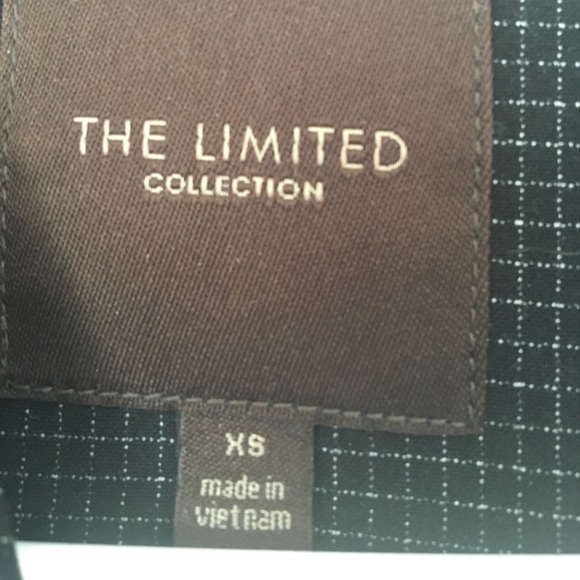 THE LIMITED
COLLECTION
XS
made in
vietnam